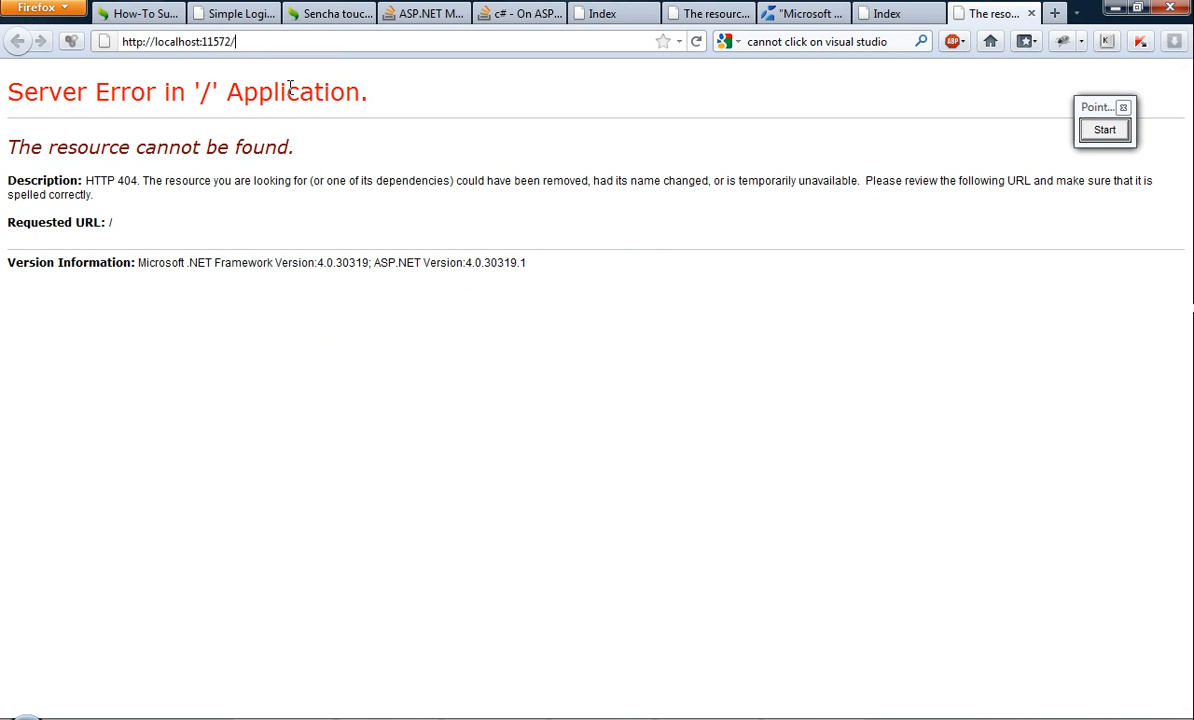 Firefox
How-To Su...
Simple Logi...
Sencha touc...
ASP.NET M...
c# - On ASP...
Index
The resourc...
"Microsoft ...
Index
The reso...
http://localhost:11572/
cannot click on visual studio
ABP
K
Server Error in '/' Application.
Point...
Start
The resource cannot be found.
Description: HTTP 404. The resource you are looking for (or one of its dependencies) could have been removed, had its name changed, or is temporarily unavailable.  Please review the following URL and make sure that it is
spelled correctly.
Requested URL: /
Version Information: Microsoft .NET Framework Version:4.0.30319; ASP.NET Version:4.0.30319.1